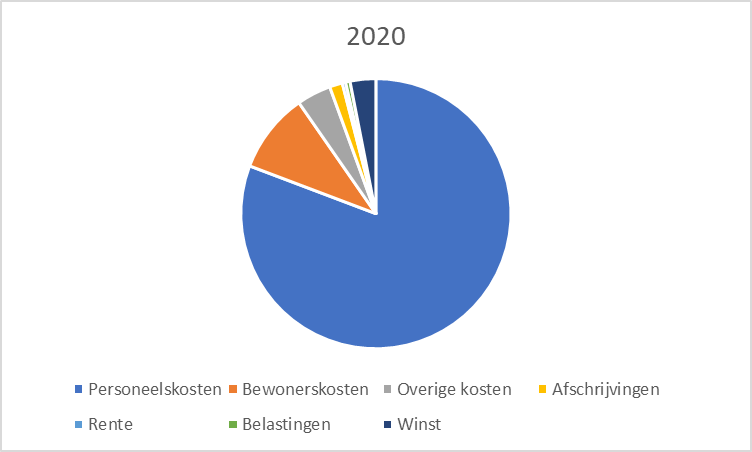 2020
Personeelskosten Bewonerskosten Overige kosten Afschrijvingen
Rente Belastingen Winst